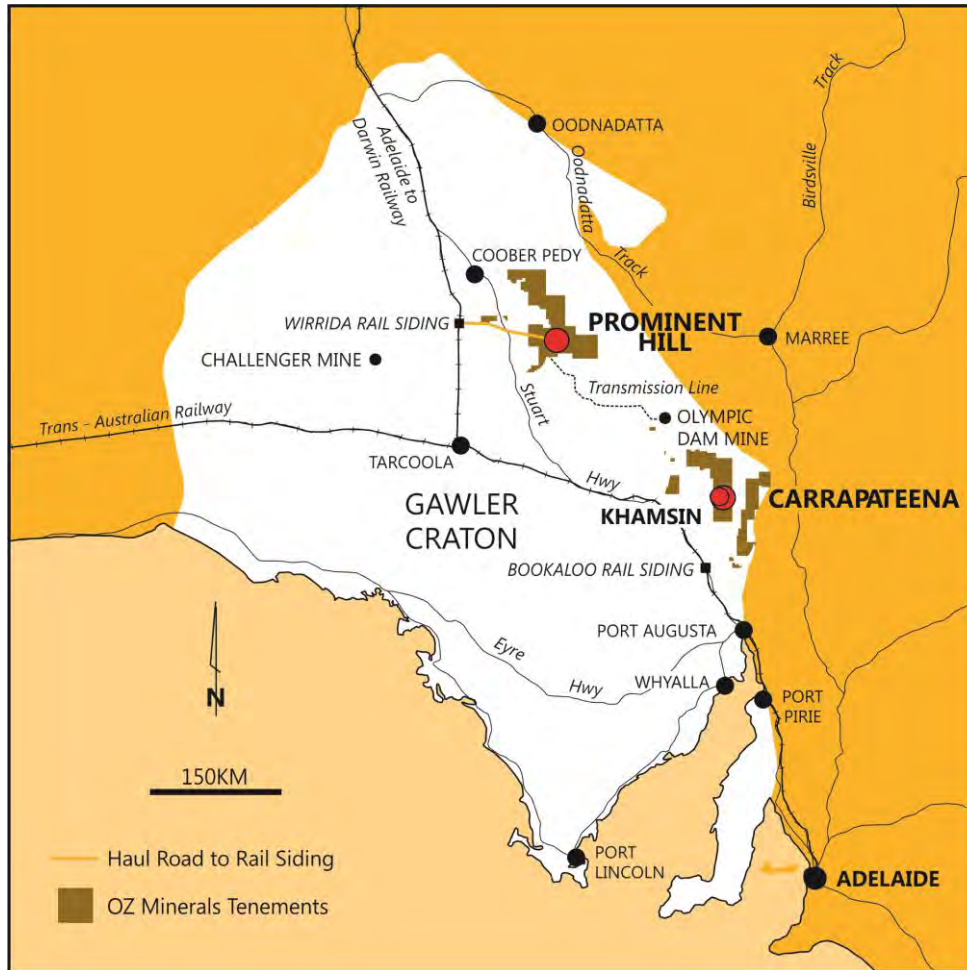 OODNADATTA
Adelaide to
Darwin Railway
Oodnadatta
Track
Birdsville
Track
COOBER PEDY
WIRRIDA RAIL SIDING
PROMINENT
HILL
MARREE
CHALLENGER MINE
Transmission Line
Stuart
Hwy
Trans - Australian Railway
OLYMPIC
DAM MINE
TARCOOLA
GAWLER
CRATON
KHAMSIN
CARRAPATEENA
BOOKALOO RAIL SIDING
PORT AUGUSTA
Eyre
Hwy
WHYALLA
PORT
PIRIE
N
150KM
Haul Road to Rail Siding
OZ Minerals Tenements
PORT
LINCOLN
ADELAIDE